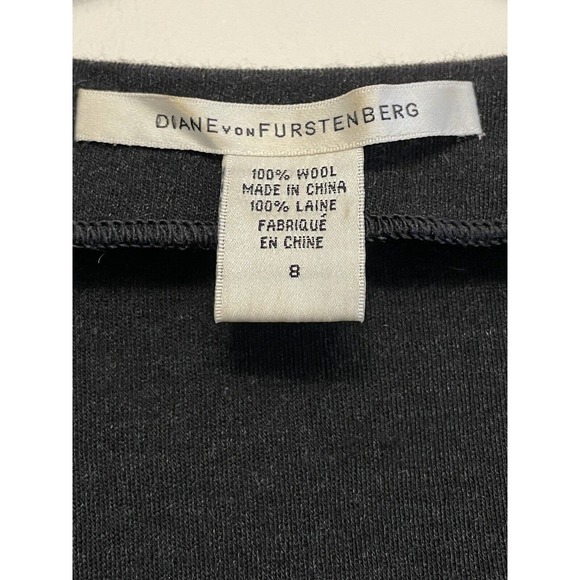 DIANE VON FURSTENBERG
100% WOOL
MADE IN CHINA
100% LAINE
FABRIQUÉ
EN CHINE
8